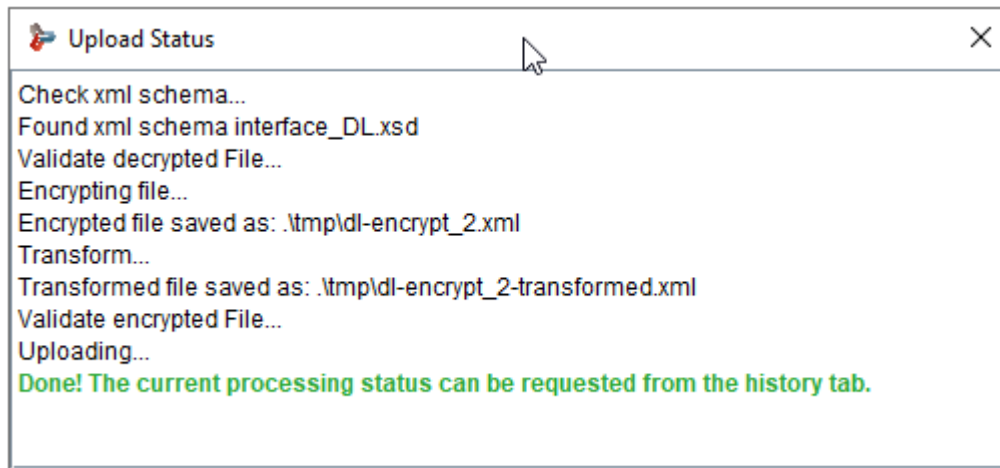 Upload Status
Check xml schema...
Found xml schema interface_DL.xsd
Validate decrypted File...
Encrypting file...
Encrypted file saved as: .\tmp\dl-encrypt_2.xml
Transform...
Transformed file saved as: .\tmp\dl-encrypt_2-transformed.xml
Validate encrypted File...
Uploading...
Done! The current processing status can be requested from the history tab.